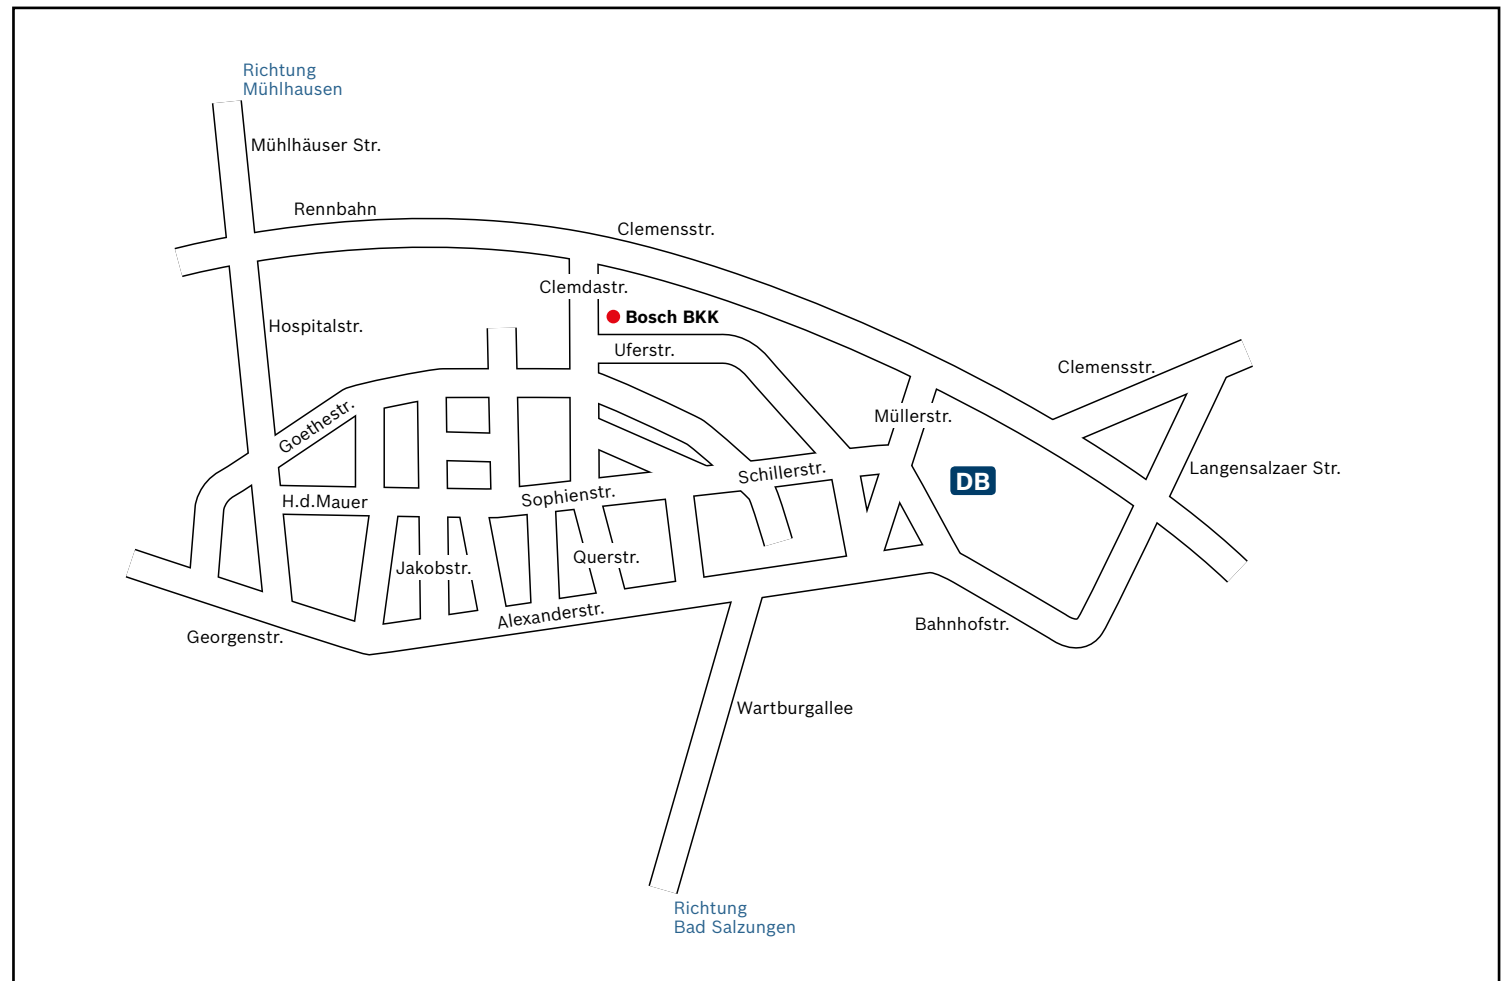 Richtung
Mühlhausen
Mühlhäuser Str.
Rennbahn
Clemensstr.
Clemdastr.
Bosch BKK
Hospitalstr.
Uferstr.
Clemensstr.
Goethestr.
Müllerstr.
Schillerstr.
Langensalzaer Str.
DB
H.d.Mauer
Sophienstr.
Querstr.
Jakobstr.
Alexanderstr.
Georgenstr.
Bahnhofstr.
Wartburgallee
Richtung
Bad Salzungen